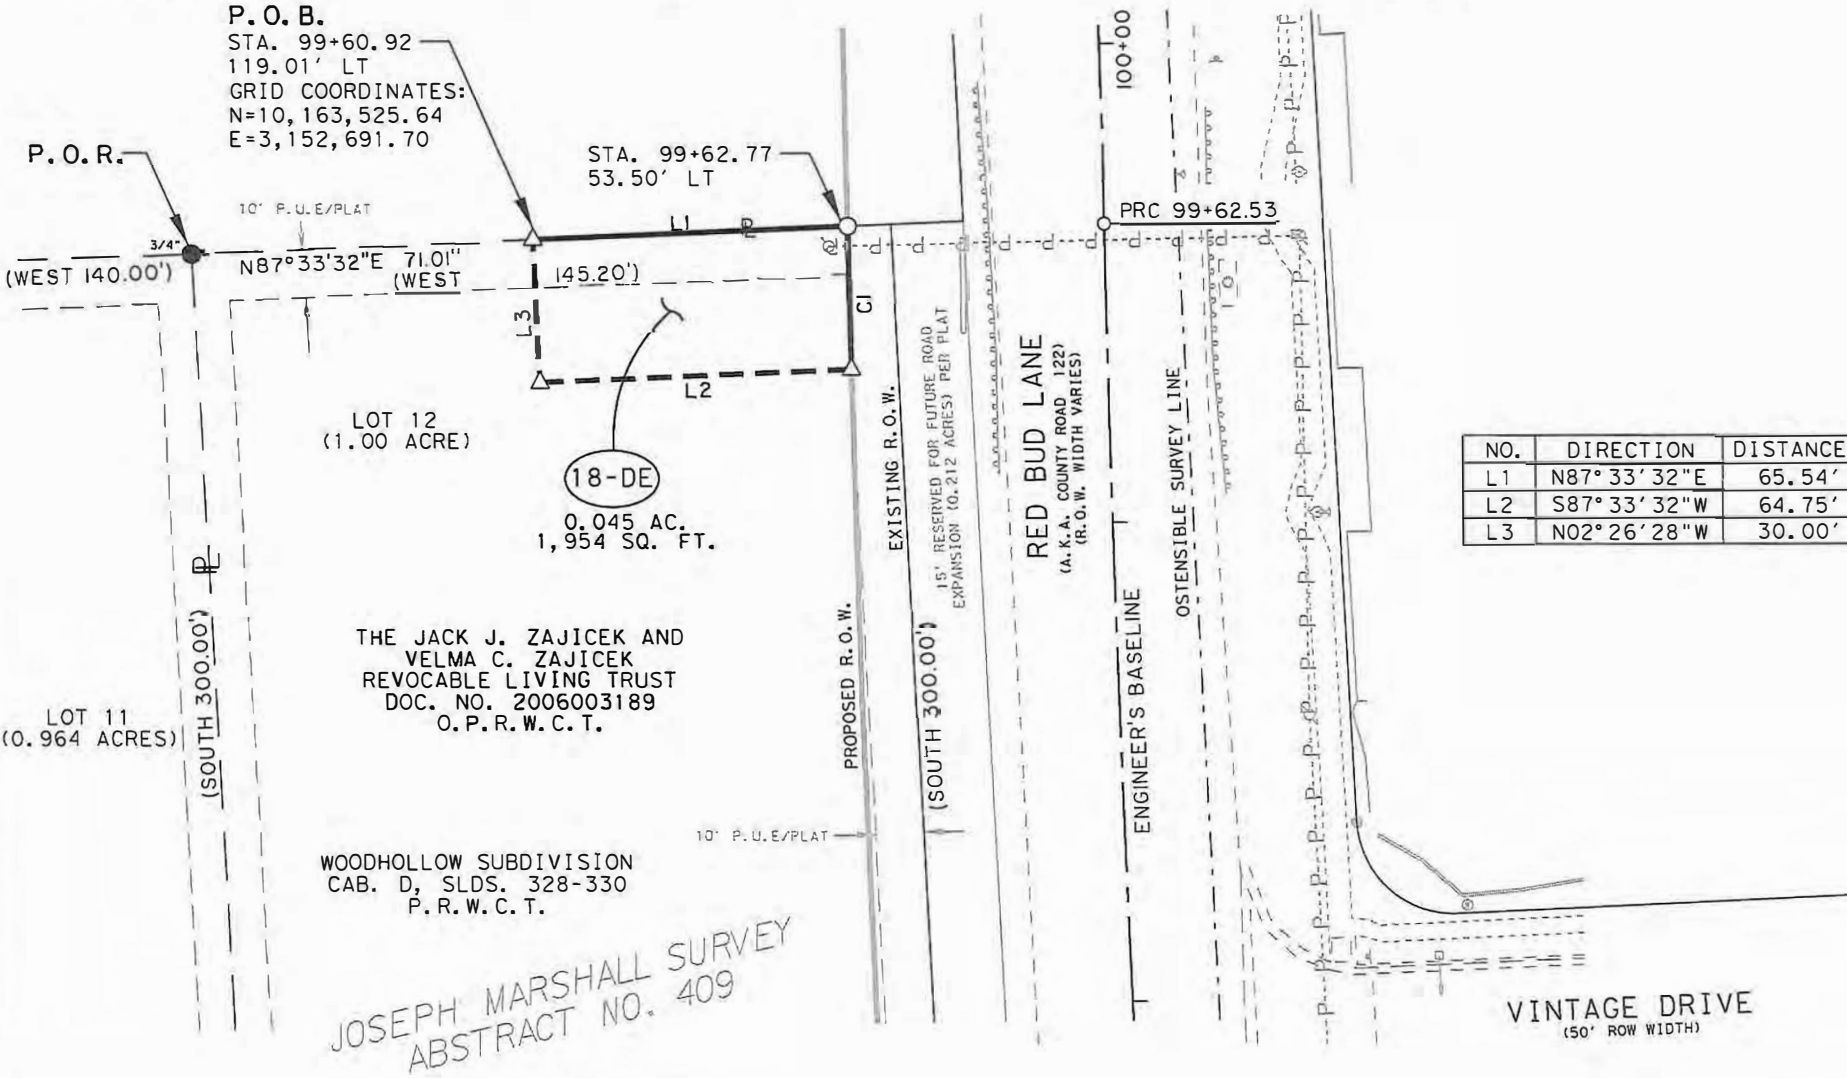 P.O.B.
STA. 99+60.92
119.01' LT
GRID COORDINATES:
N=10,163,525.64
E=3,152,691.70
P.O.R.
3/4"
(WEST 140.00')
10' P.U.E/PLAT
N87°33'32"E 71.01"
(WEST 145.20')
STA. 99+62.77
53.50' LT
L1
P
L3
L2
C1
LOT 12
(1.00 ACRE)
18-DE
0.045 AC.
1,954 SQ. FT.
THE JACK J. ZAJICEK AND
VELMA C. ZAJICEK
REVOCABLE LIVING TRUST
DOC. NO. 2006003189
O.P.R.W.C.T.
LOT 11
(0.964 ACRES)
(SOUTH 300.00')
WOODHOLLOW SUBDIVISION
CAB. D, SLDS. 328-330
P.R.W.C.T.
JOSEPH MARSHALL SURVEY
ABSTRACT NO. 409
10' P.U.E/PLAT
PROPOSED R.O.W.
EXISTING R.O.W.
(SOUTH 300.00')
15' RESERVED FOR FUTURE ROAD
EXPANSION (0.212 ACRES) PER PLAT
RED BUD LANE
(A.K.A. COUNTY ROAD 122)
(R.O.W. WIDTH VARIES)
100+00
PRC 99+62.53
ENGINEER'S BASELINE
OSTENSIBLE SURVEY LINE
NO. DIRECTION DISTANCE
L1 N87°33'32"E 65.54'
L2 S87°33'32"W 64.75'
L3 N02°26'28"W 30.00'
VINTAGE DRIVE
(50' ROW WIDTH)